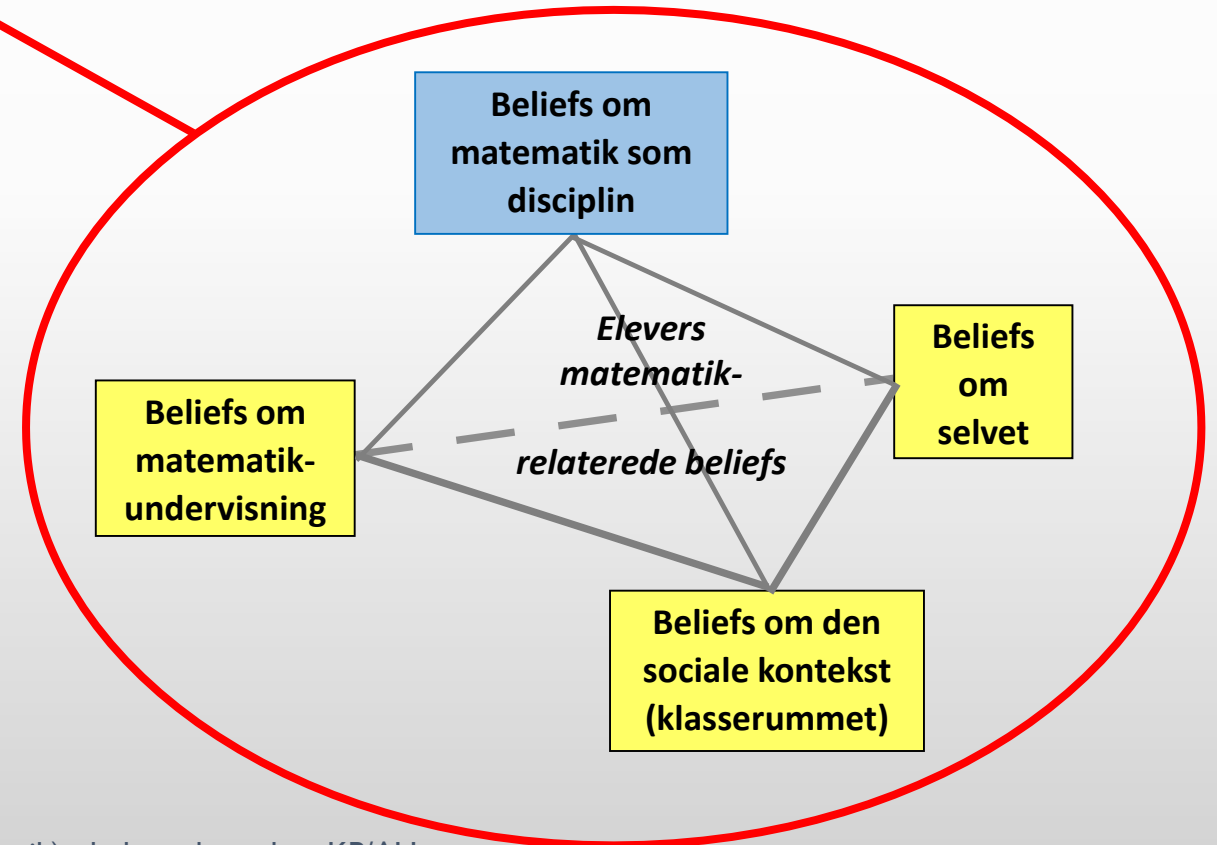 Beliefs om
matematik som
disciplin
Elevers
matematik-
relaterede beliefs
Beliefs
om
selvet
Beliefs om
matematik-
undervisning
Beliefs om den
sociale kontekst
(klasserummet)